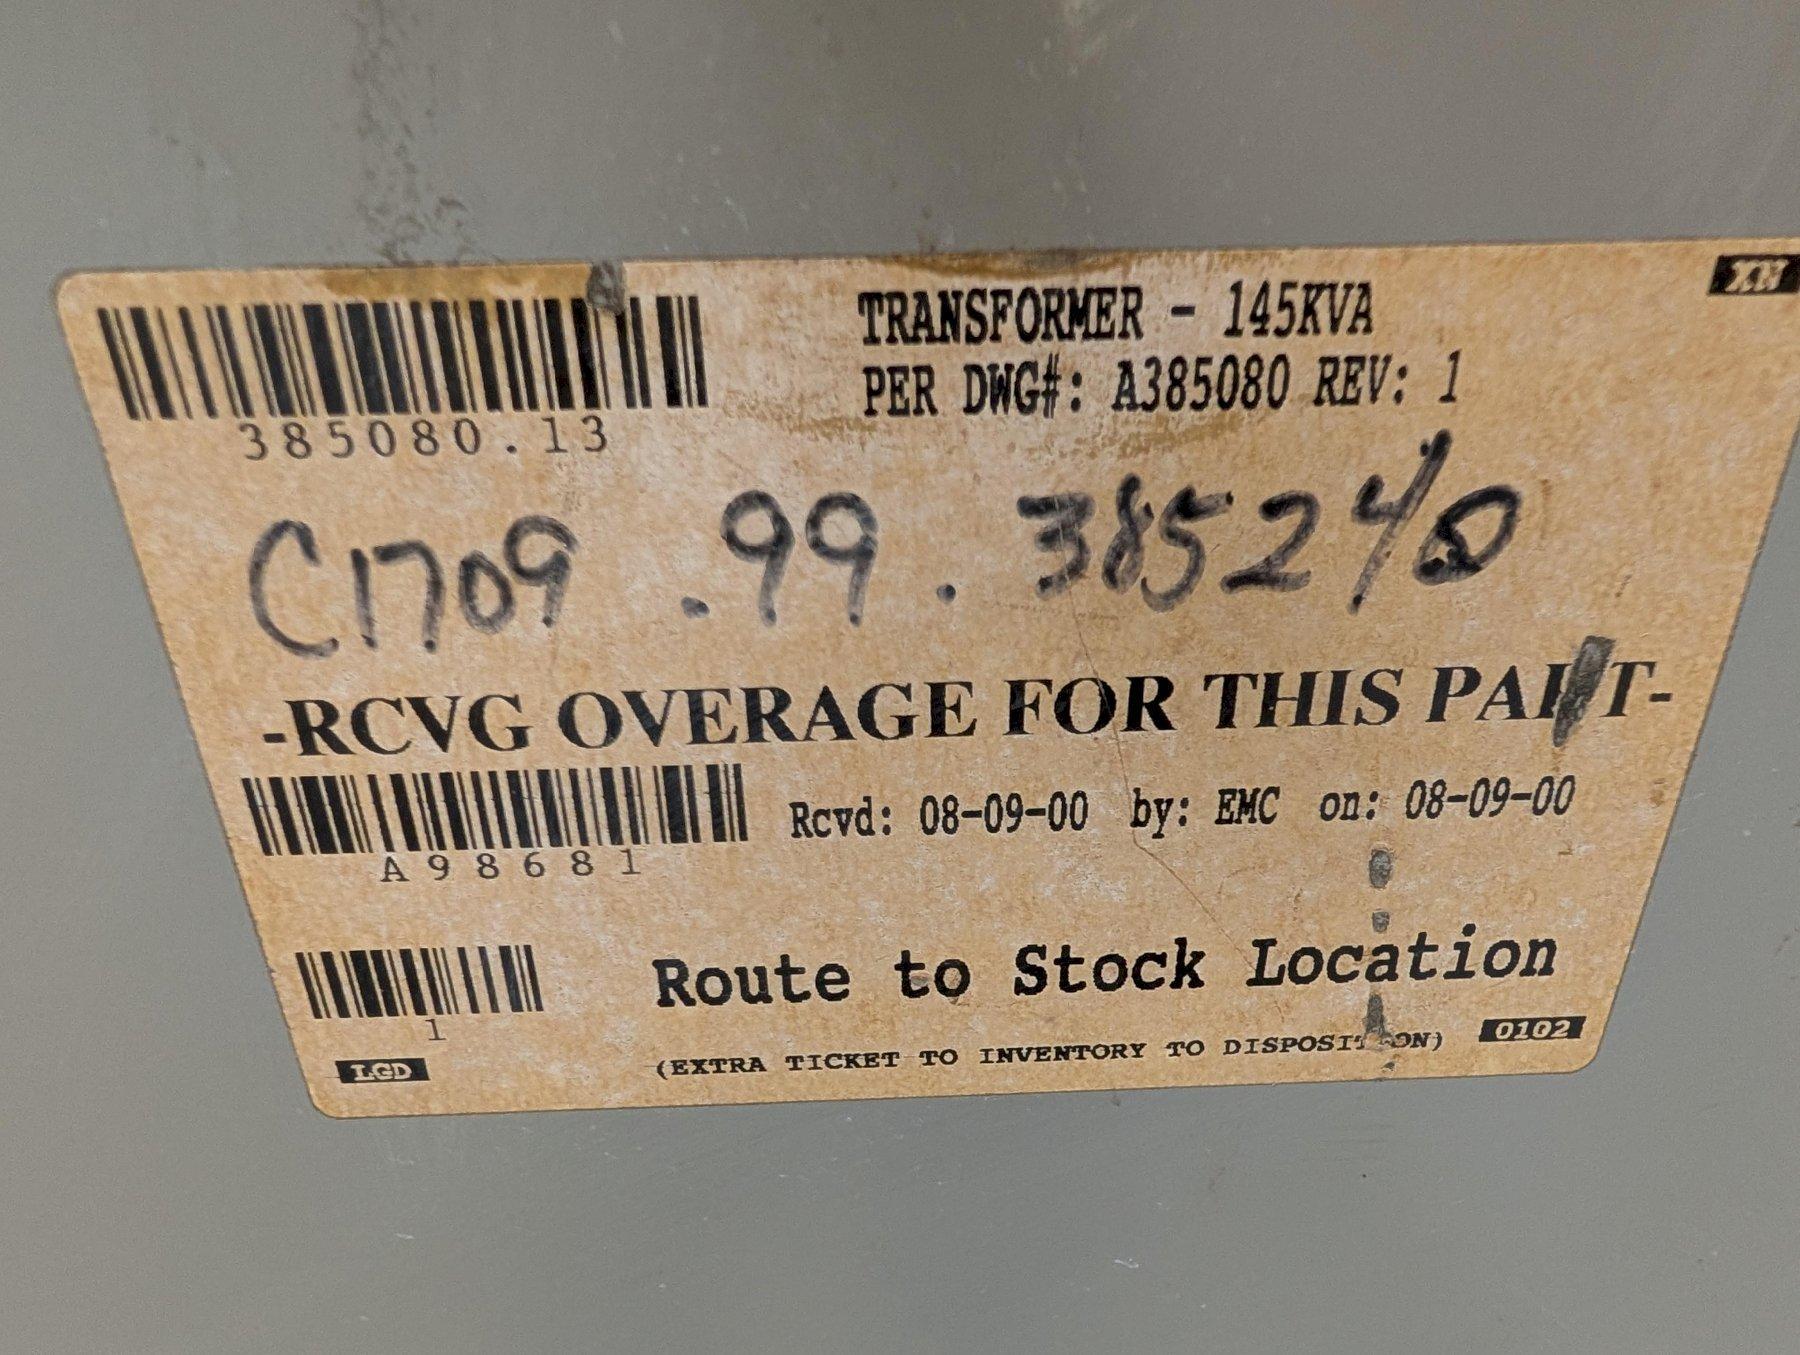 XN
TRANSFORMER - 145KVA
PER DWG#: A385080 REV: 1
385080.13
C1709 .99 . 385240
-RCVG OVERAGE FOR THIS PART-
Rcvd: 08-09-00 by: EMC on: 08-09-00
A98681
Route to Stock Location
1
(EXTRA TICKET TO INVENTORY TO DISPOSITION)
0102
LGD